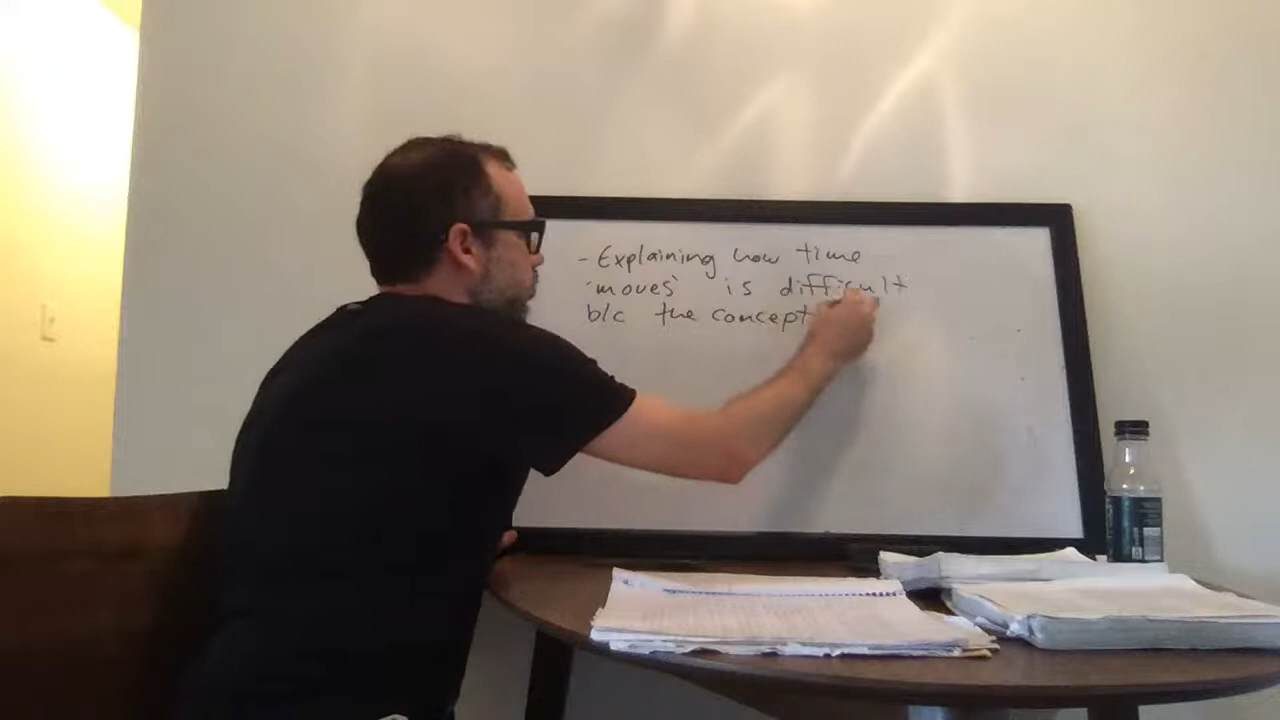 - Explaining how time
"moves" is difficult
b/c the concept